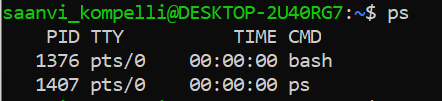 saanvi_kompelli@DESKTOP-2U40RG7:~$ ps
PID TTY TIME CMD
1376 pts/0 00:00:00 bash
1407 pts/0 00:00:00 ps